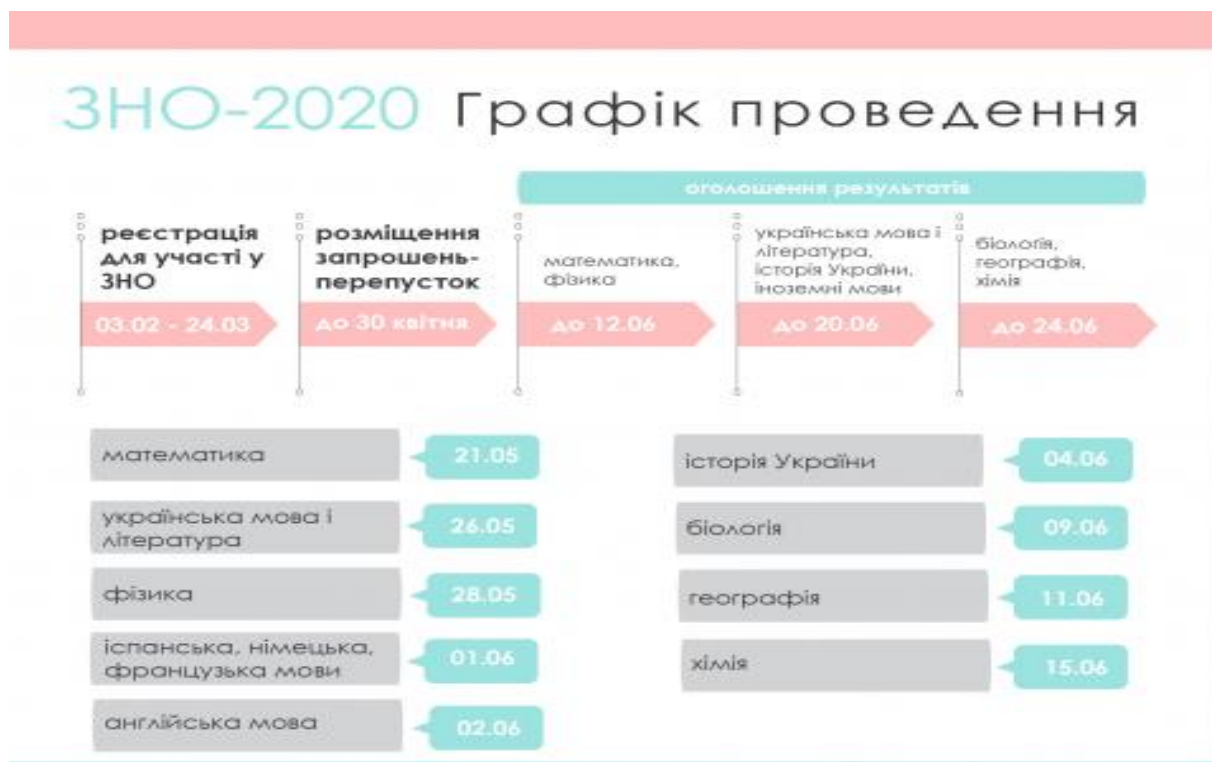 ЗНО-2020 Графік проведення
оголошення результатів
реєстрація
для участі у
ЗНО
03.02 - 24.03
розміщення
запрошень-
перепусток
до 30 квітня
математика,
фізика
до 12.06
українська мова і
література,
історія України,
іноземні мови
до 20.06
біологія,
географія,
хімія
до 24.06
математика
21.05
українська мова і
література
26.05
фізика
28.05
іспанська, німецька,
французька мови
01.06
англійська мова
02.06
історія України
04.06
біологія
09.06
географія
11.06
хімія
15.06